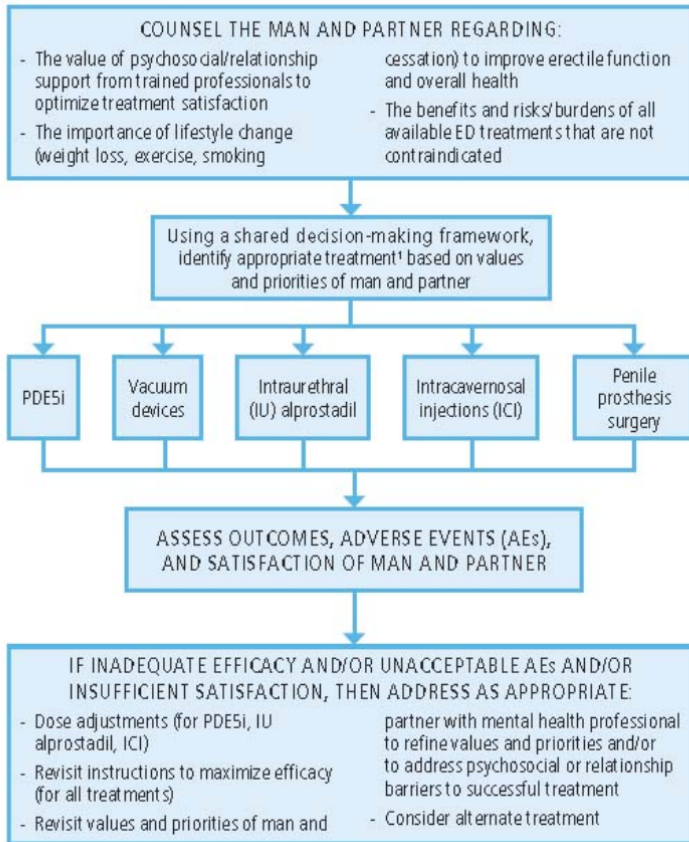 COUNSEL THE MAN AND PARTNER REGARDING:
- The value of psychosocial/relationship
support from trained professionals to
optimize treatment satisfaction
- The importance of lifestyle change
(weight loss, exercise, smoking
cessation) to improve erectile function
and overall health
- The benefits and risks/burdens of all
available ED treatments that are not
contraindicated
Using a shared decision-making framework,
identify appropriate treatment¹ based on values
and priorities of man and partner
PDE5i
Vacuum
devices
Intraurethral
(IU) alprostadil
Intracavernosal
injections (ICI)
Penile
prosthesis
surgery
ASSESS OUTCOMES, ADVERSE EVENTS (AEs),
AND SATISFACTION OF MAN AND PARTNER
IF INADEQUATE EFFICACY AND/OR UNACCEPTABLE AEs AND/OR
INSUFFICIENT SATISFACTION, THEN ADDRESS AS APPROPRIATE:
- Dose adjustments (for PDE5i, IU
alprostadil, ICI)
- Revisit instructions to maximize efficacy
(for all treatments)
- Revisit values and priorities of man and
partner with mental health professional
to refine values and priorities and/or
to address psychosocial or relationship
barriers to successful treatment
- Consider alternate treatment